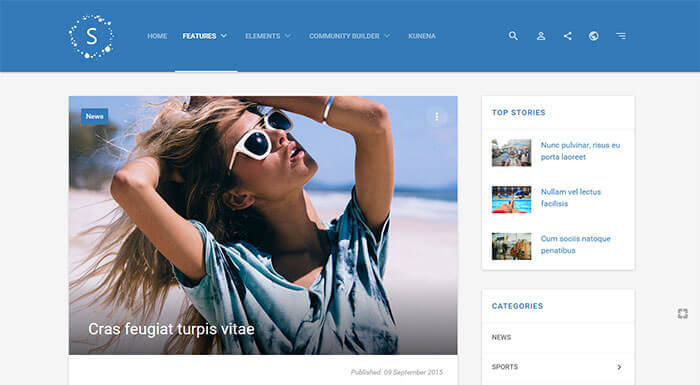 S
HOME FEATURES ELEMENTS COMMUNITY BUILDER KUNENA
News
Cras feugiat turpis vitae
Published: 09 September 2015
TOP STORIES
Nunc pulvinar, risus eu
porta laoreet
Nullam vel lectus
facilisis
Cum sociis natoque
penatibus
CATEGORIES
NEWS
SPORTS